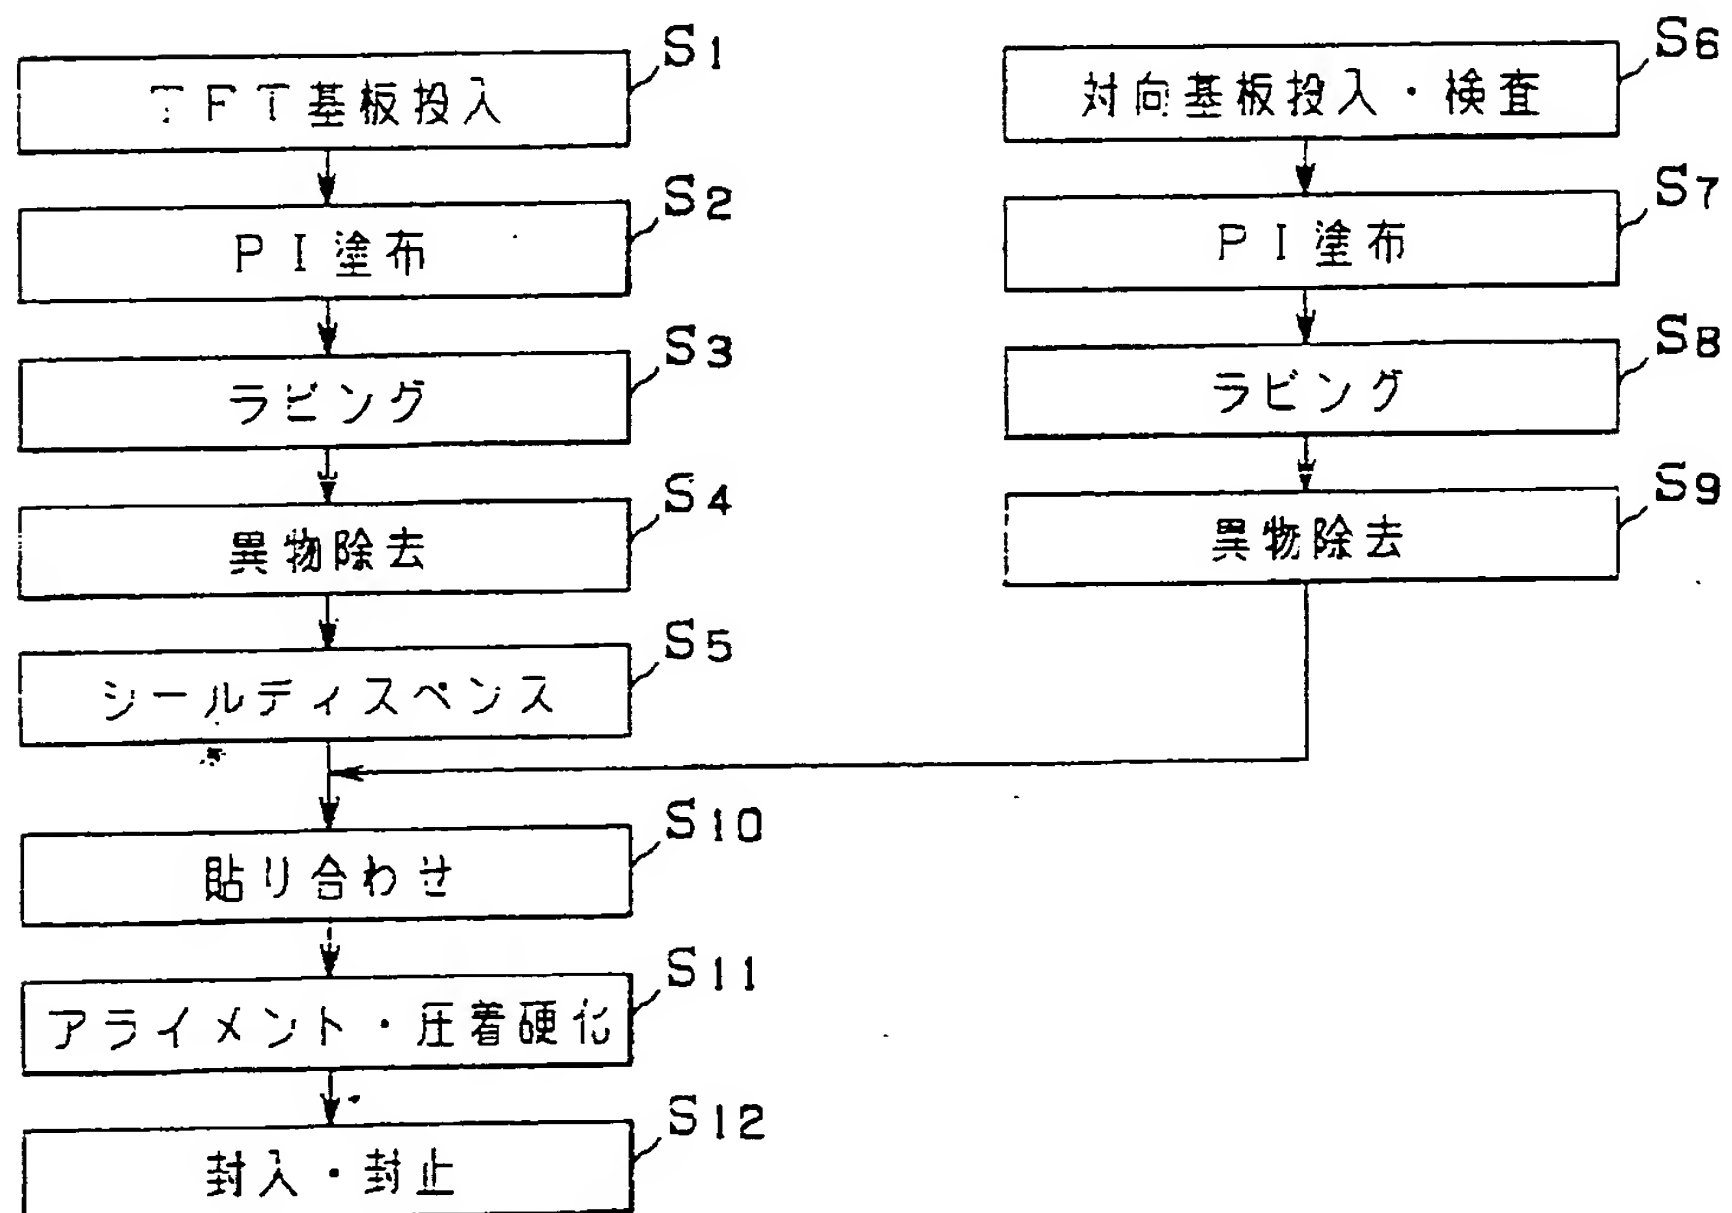 S1
TFT基板投入
S2
PI塗布
S3
ラビング
S4
異物除去
S5
シールディスペンス
S6
対向基板投入・検査
S7
PI塗布
S8
ラビング
S9
異物除去
S10
貼り合わせ
S11
アライメント・圧着硬化
S12
封入・封止